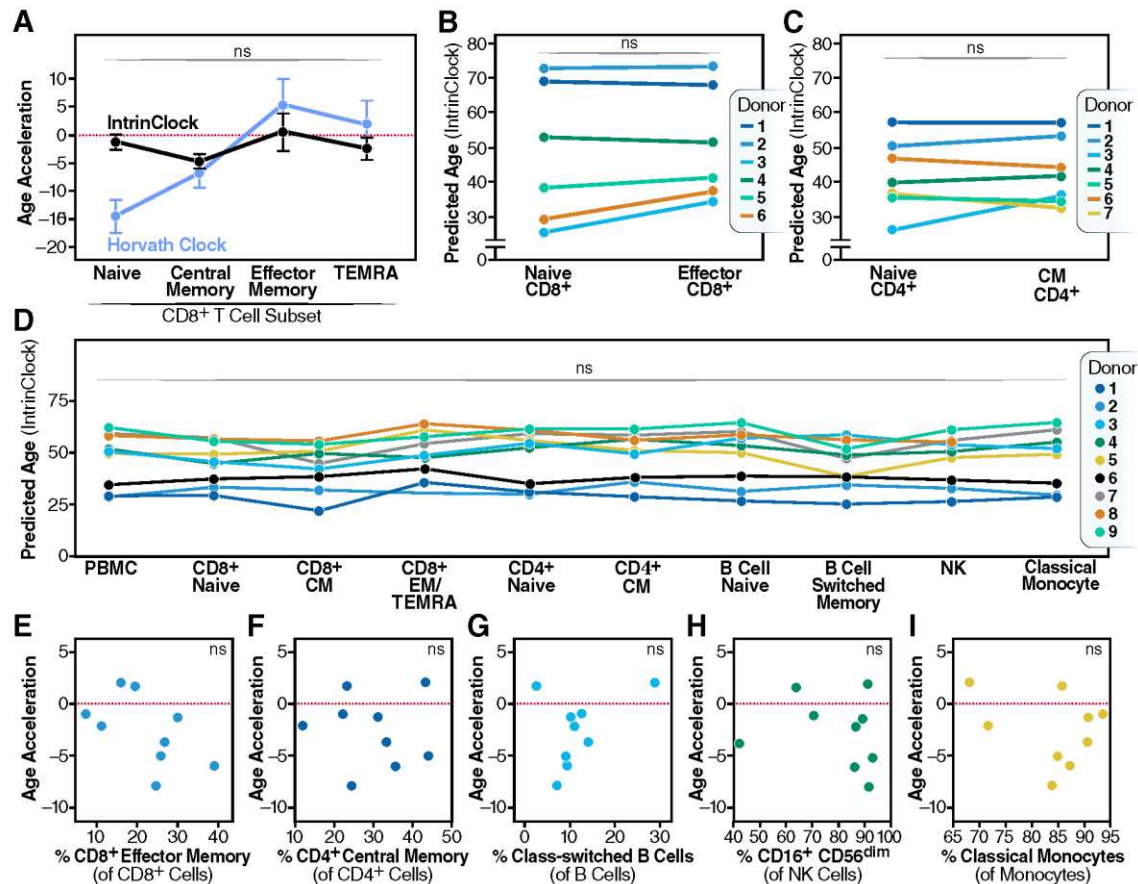 A
ns
Age Acceleration
10
5
0
−5
−10
−16
−20
IntrinClock
Horvath Clock
Naive
Central
Memory
Effector
Memory
TEMRA
CD8+ T Cell Subset
B
ns
Predicted Age (IntrinClock)
80
70
60
50
40
30
0
Naive
CD8+
Effector
CD8+
Donor
1
2
3
4
5
6
C
ns
Predicted Age (IntrinClock)
80
70
60
50
40
30
0
Naive
CD4+
CM
CD4+
Donor
1
2
3
4
5
6
7
D
ns
Predicted Age (IntrinClock)
75
50
25
0
PBMC
CD8+
Naive
CD8+
CM
CD8+
EM/
TEMRA
CD4+
Naive
CD4+
CM
B Cell
Naive
B Cell
Switched
Memory
NK
Classical
Monocyte
Donor
1
2
3
4
5
6
7
8
9
E
ns
Age Acceleration
5
0
−5
−10
10 20 30 40
% CD8+ Effector Memory
(of CD8+ Cells)
F
ns
Age Acceleration
5
0
−5
−10
10 20 30 40 50
% CD4+ Central Memory
(of CD4+ Cells)
G
ns
Age Acceleration
5
0
−5
−10
0 10 20 30
% Class-switched B Cells
(of B Cells)
H
ns
Age Acceleration
5
0
−5
−10
40 50 60 70 80 90 100
% CD16+ CD56dim
(of NK Cells)
I
ns
Age Acceleration
5
0
−5
−10
65 70 75 80 85 90 95
% Classical Monocytes
(of Monocytes)